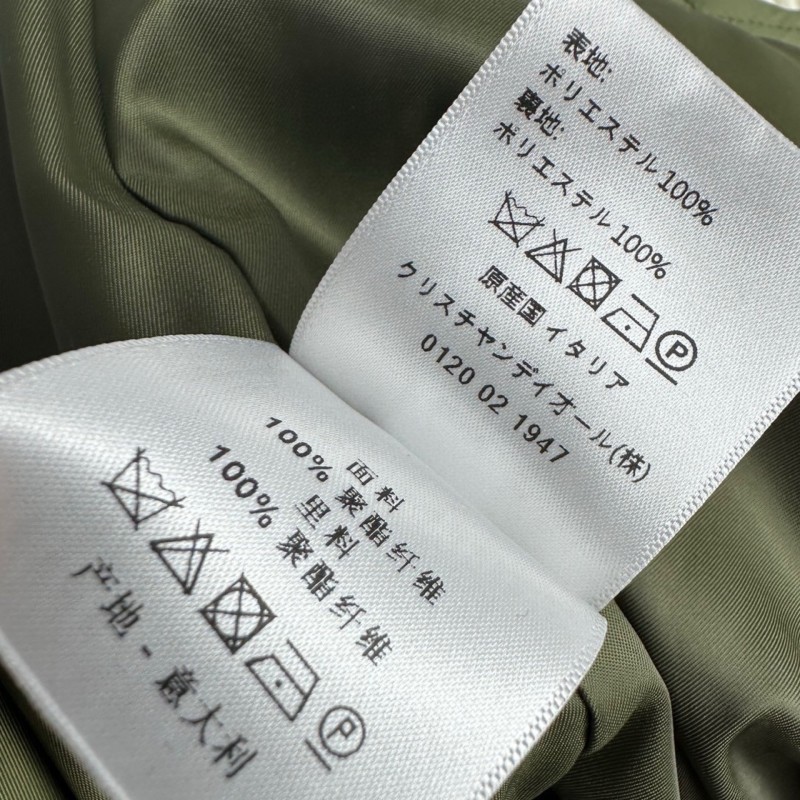 表地:
ポリエステル100%
裏地:
ポリエステル100%
P
原産国 イタリア
クリスチャンディオール(株)
0120 02 1947
面料
100% 聚酯纤维
里料
100% 聚酯纤维
P
产地 - 意大利